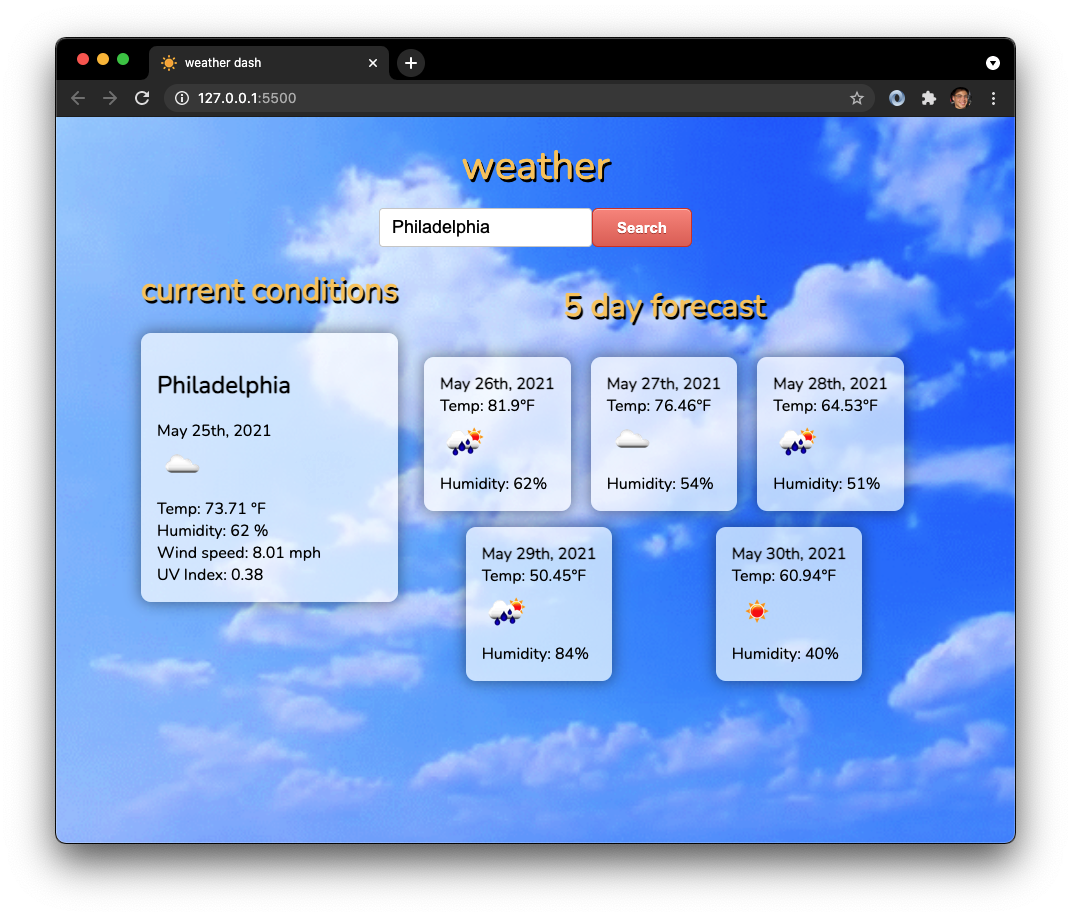 weather dash
127.0.0.1:5500
weather
Philadelphia
Search
current conditions
Philadelphia
May 25th, 2021
Temp: 73.71 °F
Humidity: 62 %
Wind speed: 8.01 mph
UV Index: 0.38
5 day forecast
May 26th, 2021
Temp: 81.9°F
Humidity: 62%
May 27th, 2021
Temp: 76.46°F
Humidity: 54%
May 28th, 2021
Temp: 64.53°F
Humidity: 51%
May 29th, 2021
Temp: 50.45°F
Humidity: 84%
May 30th, 2021
Temp: 60.94°F
Humidity: 40%